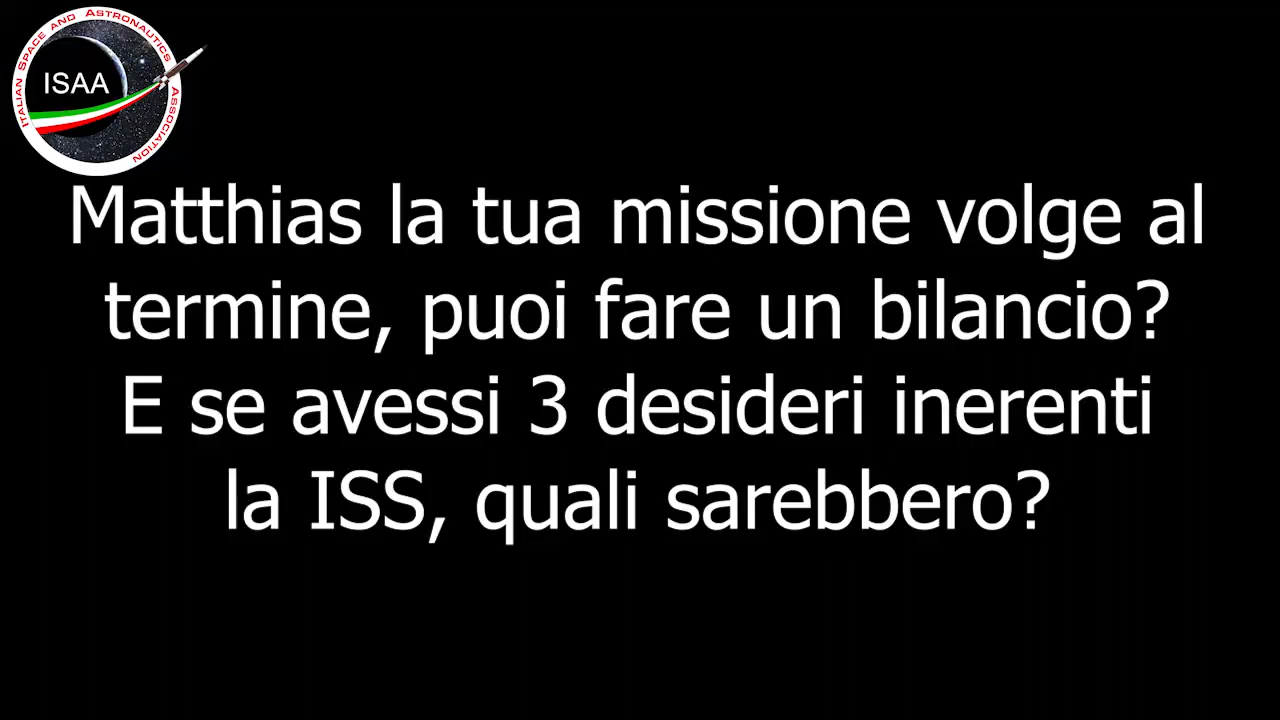 ITALIAN SPACE AND ASTRONAUTICS ASSOCIATION
ISAA
Matthias la tua missione volge al
termine, puoi fare un bilancio?
E se avessi 3 desideri inerenti
la ISS, quali sarebbero?